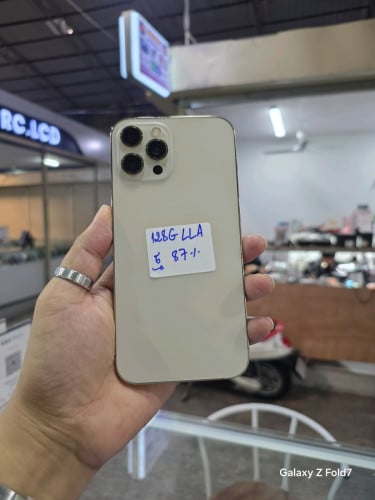 RC.LCD
128G LLA
87%
Galaxy Z Fold7